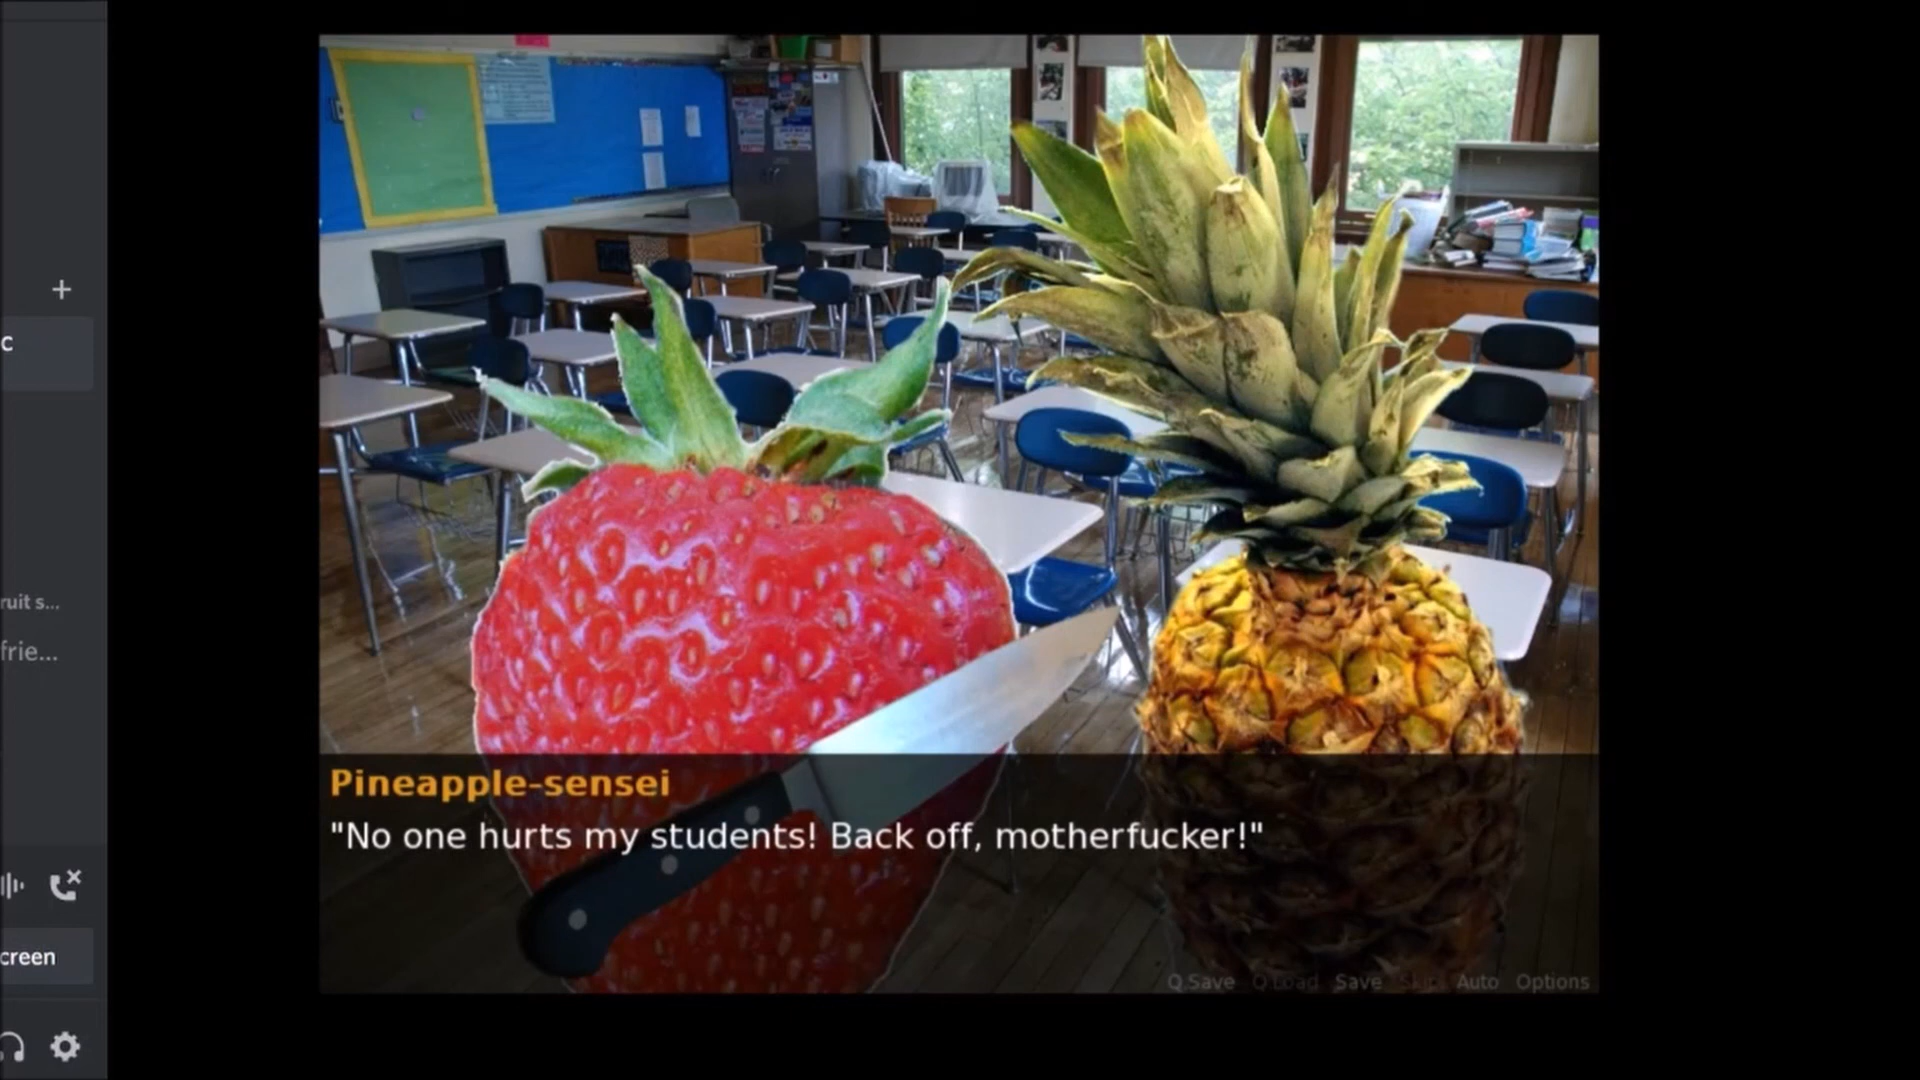 c
ruit s...
frie...
creen
Pineapple-sensei
"No one hurts my students! Back off, motherfucker!"
Q.Save Q.Load Save Skip Auto Options